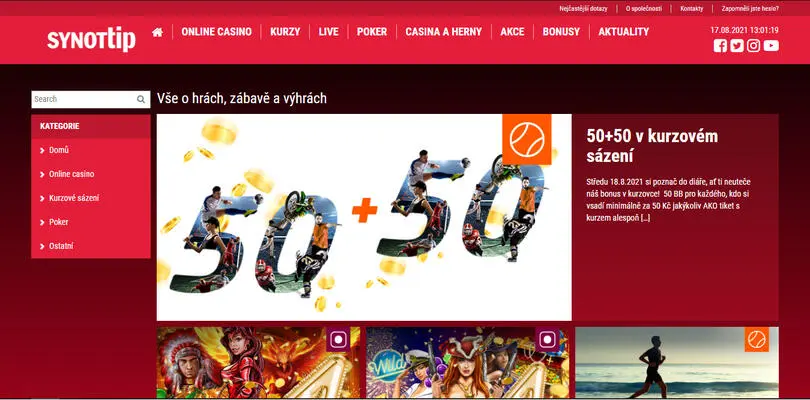 Nejčastější dotazy
O společnosti
Kontakty
Zapomněli jste heslo?
SYNOTtip
ONLINE CASINO
KURZY
LIVE
POKER
CASINA A HERNY
AKCE
BONUSY
AKTUALITY
17.08.2021 13:01:19
Search
KATEGORIE
Domů
Online casino
Kurzové sázení
Poker
Ostatní
Vše o hrách, zábavě a výhrách
50+50
50+50 v kurzovém
sázení
Středu 18.8.2021 si poznač do diáře, ať ti neuteče
náš bonus v kurzovce! 50 BB pro každého, kdo si
vsadí minimálně za 50 Kč jakýkoliv AKO tiket s
kurzem alespoň [...]
Wild
4
4